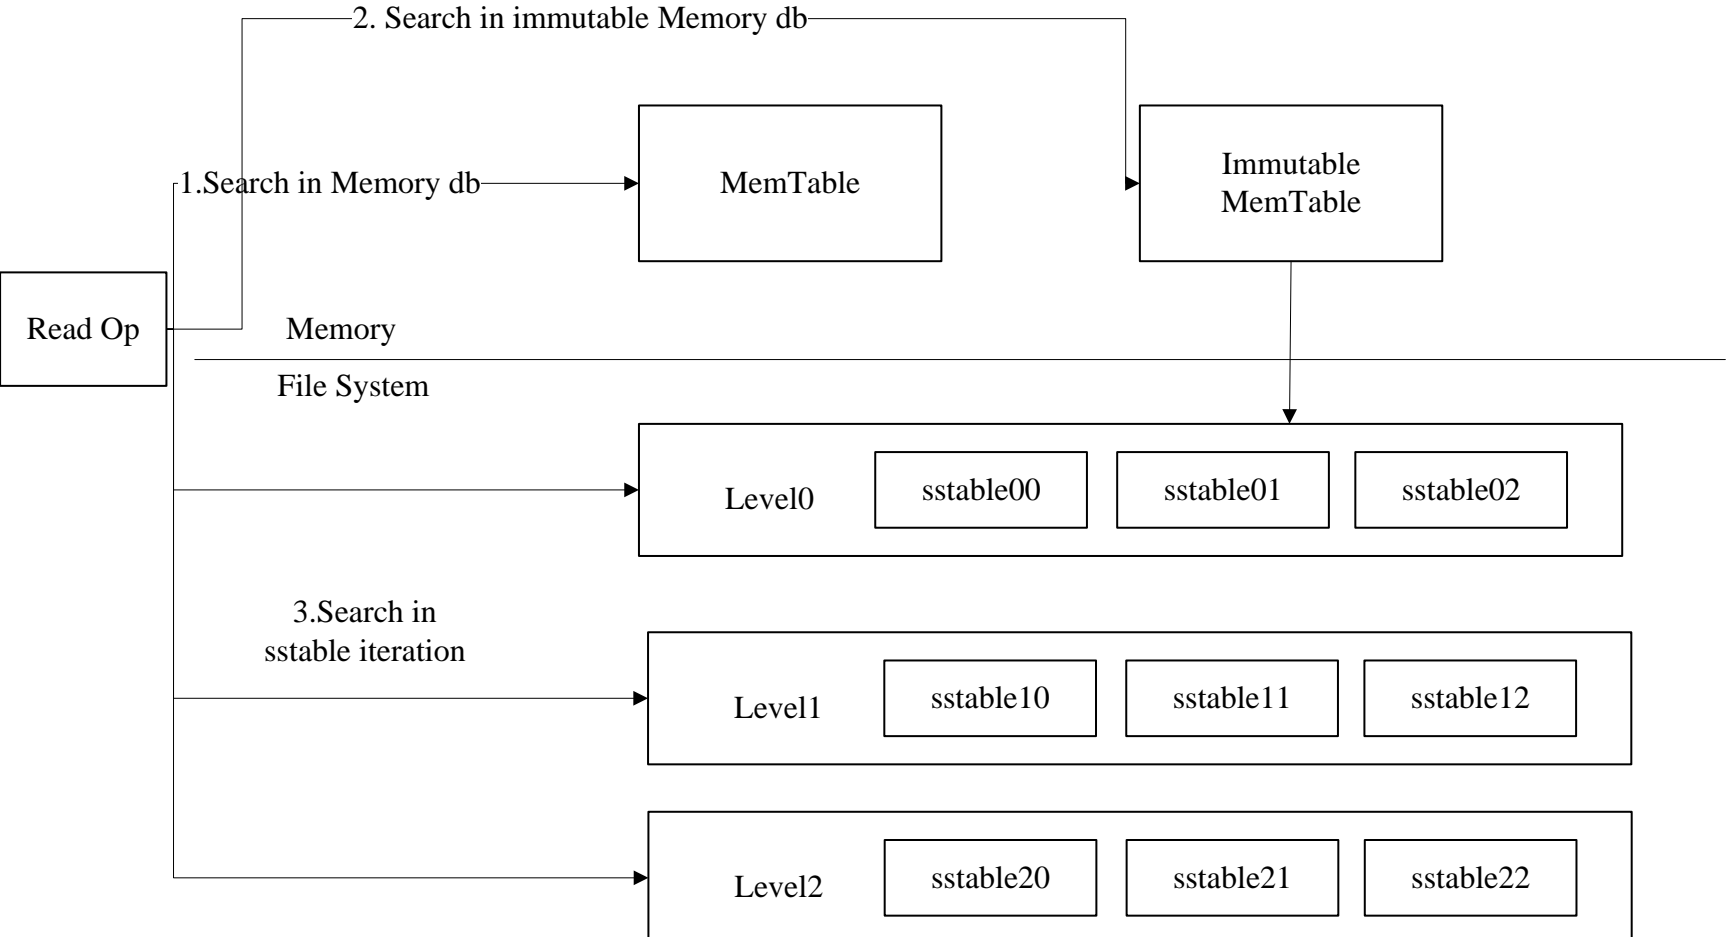 2. Search in immutable Memory db
1.Search in Memory db
MemTable
Immutable
MemTable
Read Op
Memory
File System
Level0
sstable00
sstable01
sstable02
3.Search in
sstable iteration
Level1
sstable10
sstable11
sstable12
Level2
sstable20
sstable21
sstable22